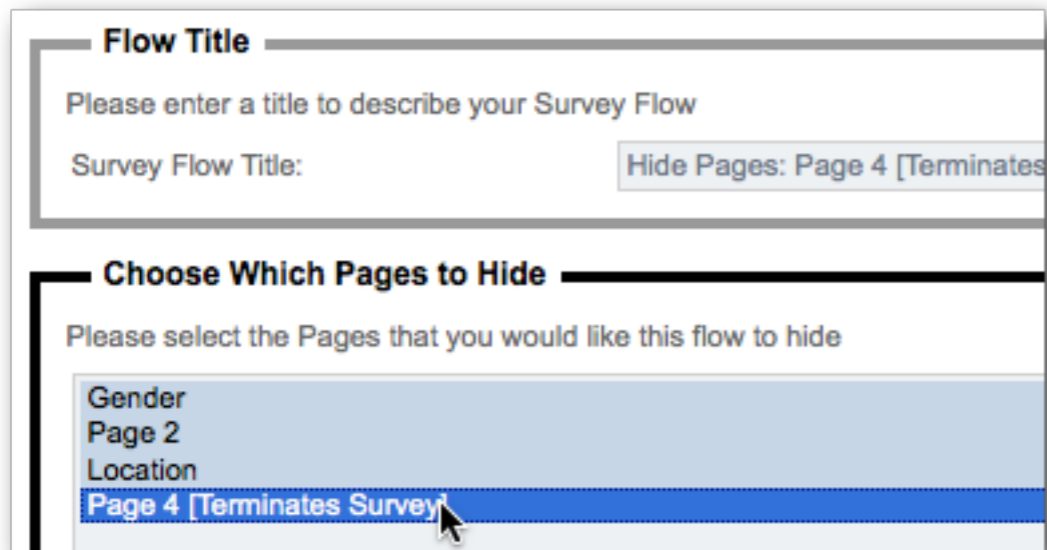 Flow Title
Please enter a title to describe your Survey Flow
Survey Flow Title:
Hide Pages: Page 4 [Terminates
Choose Which Pages to Hide
Please select the Pages that you would like this flow to hide
Gender
Page 2
Location
Page 4 [Terminates Survey]